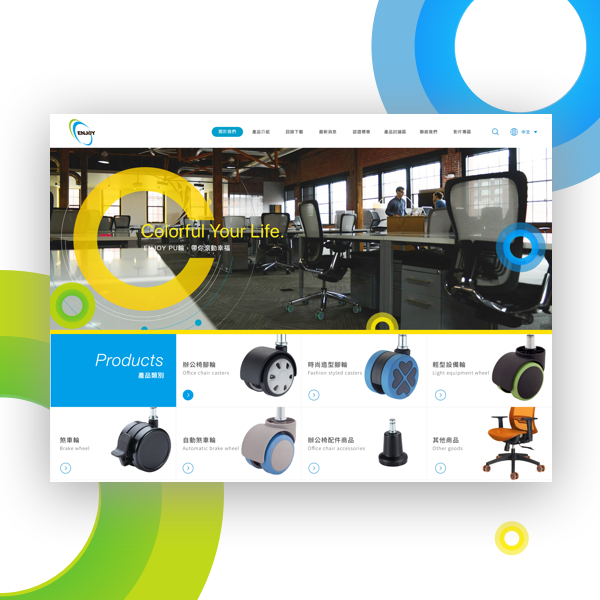 ENJOY
關於我們 產品介紹 目錄下載 最新消息 認證標章 產品討論區 聯絡我們 影片專區 中文
Colorful Your Life.
ENJOY PU輪，帶你滾動幸福
Products
產品類別
辦公椅腳輪
Office chair casters
時尚造型腳輪
Fashion styled casters
輕型設備輪
Light equipment wheel
煞車輪
Brake wheel
自動煞車輪
Automatic brake wheel
辦公椅配件商品
Office chair accessories
其他商品
Other goods